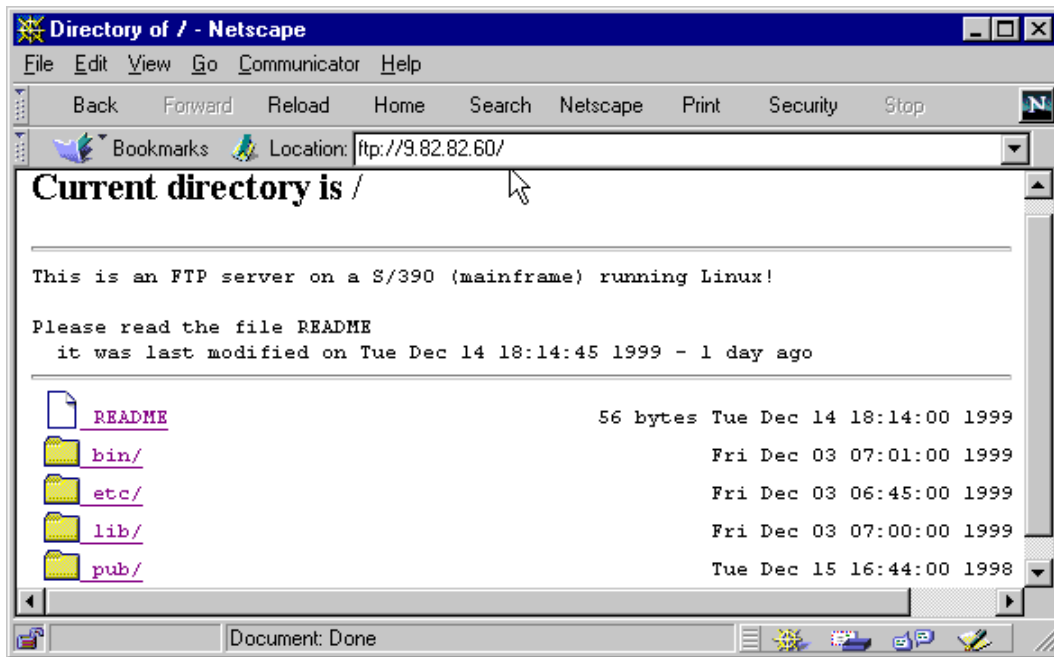 Directory of / - Netscape
File Edit View Go Communicator Help
Back Forward Reload Home Search Netscape Print Security Stop N
Bookmarks Location: ftp://9.82.82.60/
Current directory is /
This is an FTP server on a S/390 (mainframe) running Linux!
Please read the file README
it was last modified on Tue Dec 14 18:14:45 1999 - 1 day ago
README 56 bytes Tue Dec 14 18:14:00 1999
bin/ Fri Dec 03 07:01:00 1999
etc/ Fri Dec 03 06:45:00 1999
lib/ Fri Dec 03 07:00:00 1999
pub/ Tue Dec 15 16:44:00 1998
Document: Done